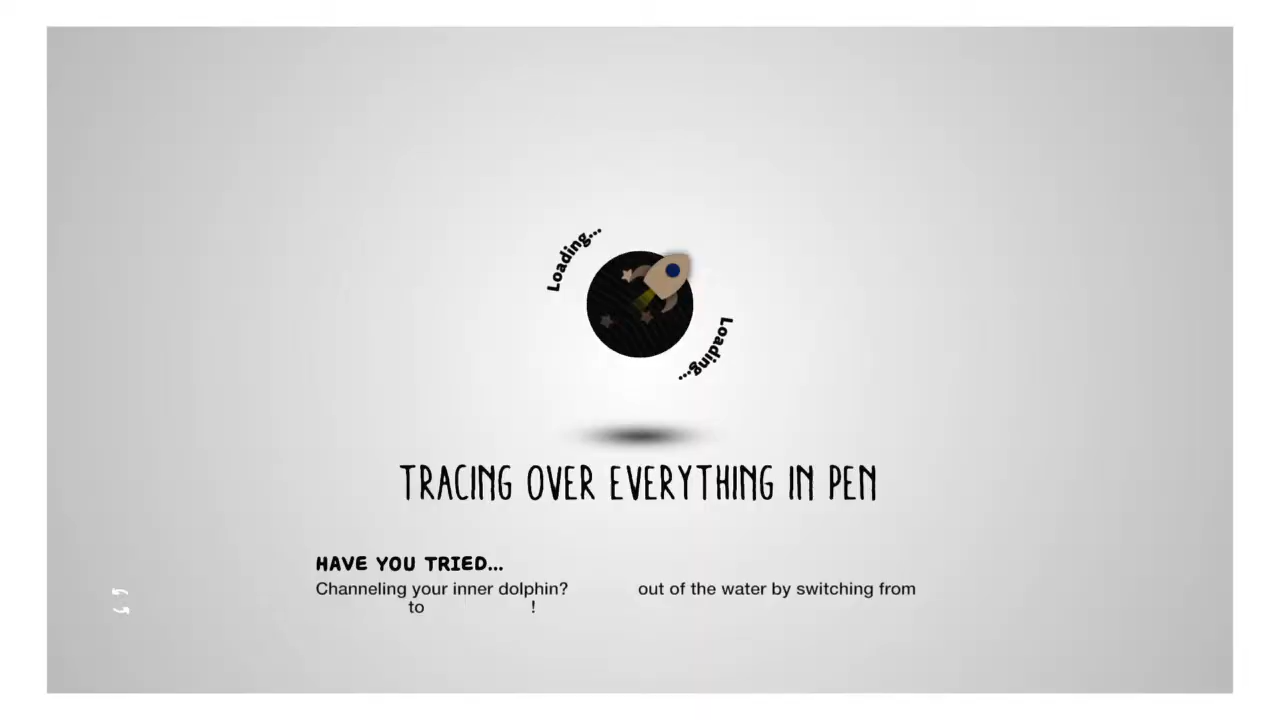 Loading...
Loading...
TRACING OVER EVERYTHING IN PEN
HAVE YOU TRIED...
Channeling your inner dolphin? out of the water by switching from
to !